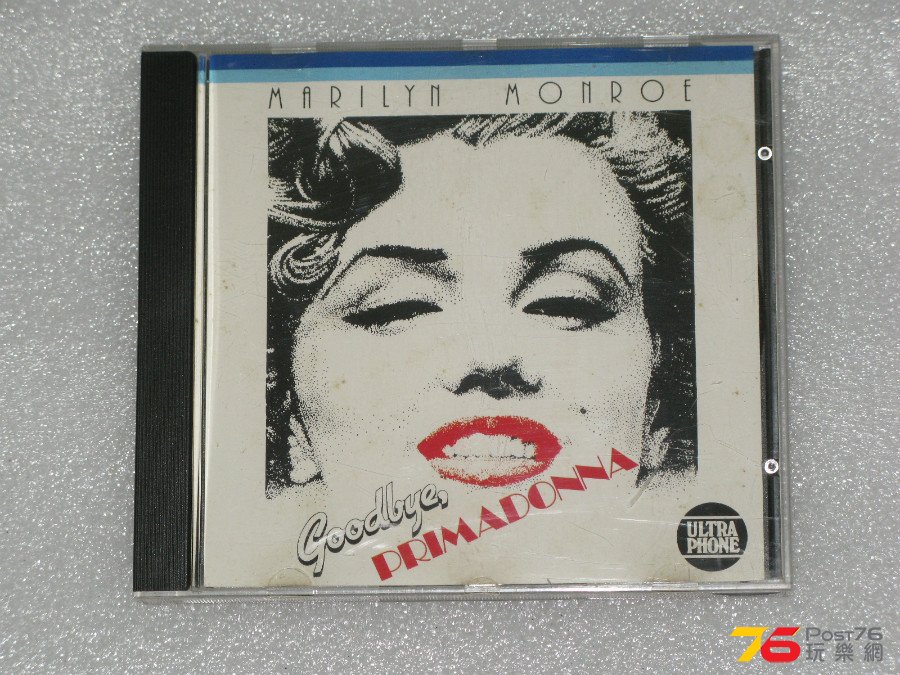 MARILYN MONROE
Goodbye,
PRIMADONNA
ULTRA
PHONE
76 Post76
玩樂網